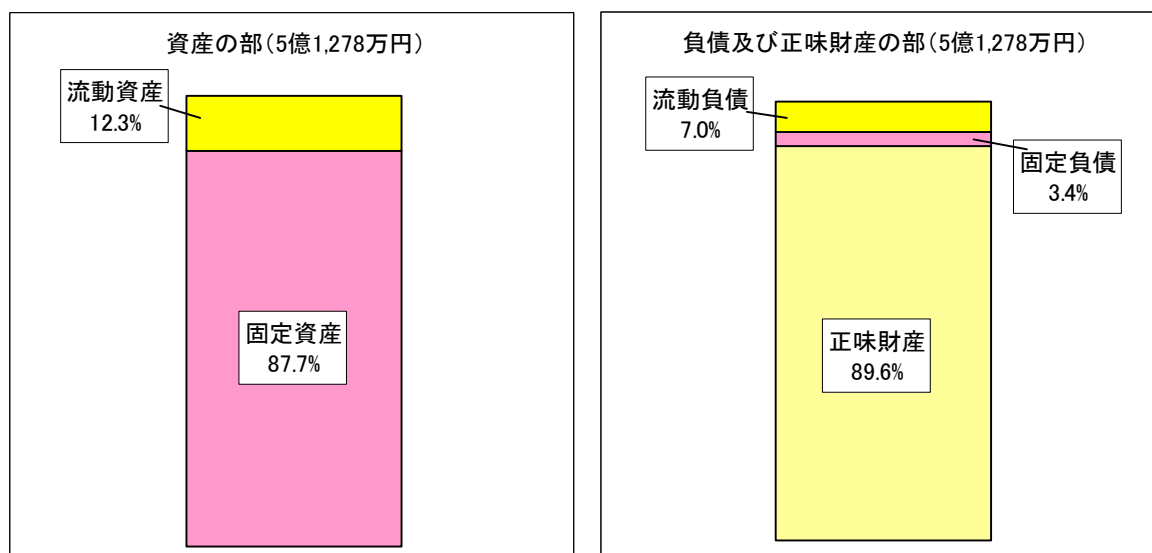 資産の部(5億1,278万円)
流動資産
12.3%
固定資産
87.7%
負債及び正味財産の部(5億1,278万円)
流動負債
7.0%
固定負債
3.4%
正味財産
89.6%